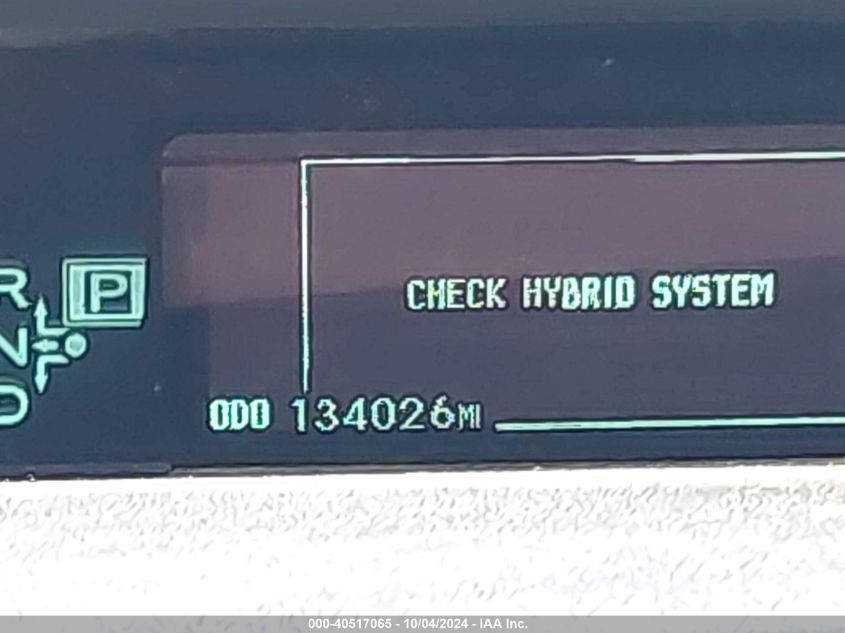 CHECK HYBRID SYSTEM
R
P
N
D
ODO 134026MI
000-40517065 - 10/04/2024 - IAA Inc.